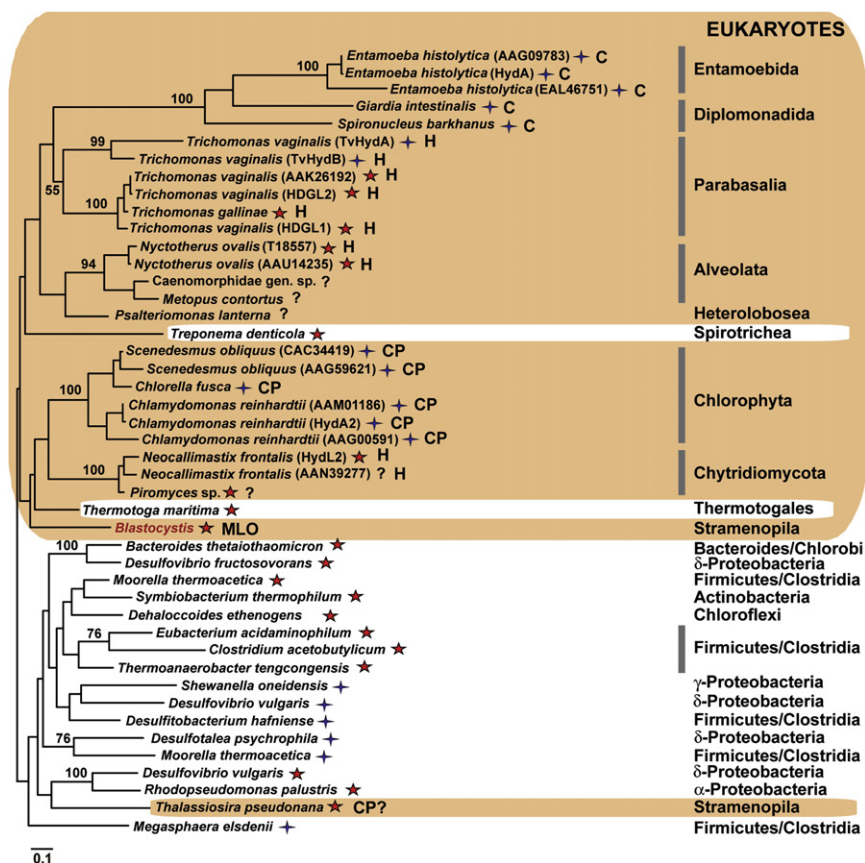 EUKARYOTES
100 Entamoeba histolytica (AAG09783) C
Entamoeba histolytica (HydA) C Entamoebida
Entamoeba histolytica (EAL46751) C
100 Giardia intestinalis C Diplomonadida
Spironucleus barkhanus C
99 Trichomonas vaginalis (TvHydA) H
Trichomonas vaginalis (TvHydB) H
55 Trichomonas vaginalis (AAK26192) H
Trichomonas vaginalis (HDGL2) H Parabasalia
100 Trichomonas gallinae H
Trichomonas vaginalis (HDGL1) H
Nyctotherus ovalis (T18557) H
94 Nyctotherus ovalis (AAU14235) H Alveolata
Caenomorphidae gen. sp. ?
Metopus contortus ?
Psalteriomonas lanterna ? Heterolobosea
Treponema denticola Spirotrichea
Scenedesmus obliquus (CAC34419) CP
Scenedesmus obliquus (AAG59621) CP
100 Chlorella fusca CP Chlorophyta
Chlamydomonas reinhardtii (AAM01186) CP
Chlamydomonas reinhardtii (HydA2) CP
Chlamydomonas reinhardtii (AAG00591) CP
Neocallimastix frontalis (HydL2) H
100 Neocallimastix frontalis (AAN39277) ? H Chytridiomycota
Piromyces sp. ?
Thermotoga maritima Thermotogales
Blastocystis MLO Stramenopila
100 Bacteroides thetaiothaomicron Bacteroides/Chlorobi
Desulfovibrio fructosovorans δ-Proteobacteria
Moorella thermoacetica Firmicutes/Clostridia
Symbiobacterium thermophilum Actinobacteria
Dehaloccoides ethenogens Chloroflexi
76 Eubacterium acidaminophilum
Clostridium acetobutylicum Firmicutes/Clostridia
Thermoanaerobacter tengcongensis
Shewanella oneidensis γ-Proteobacteria
Desulfovibrio vulgaris δ-Proteobacteria
Desulfitobacterium hafniense Firmicutes/Clostridia
76 Desulfotalea psychrophila δ-Proteobacteria
Moorella thermoacetica Firmicutes/Clostridia
100 Desulfovibrio vulgaris δ-Proteobacteria
Rhodopseudomonas palustris α-Proteobacteria
Thalassiosira pseudonana CP? Stramenopila
Megasphaera elsdenii Firmicutes/Clostridia
0.1